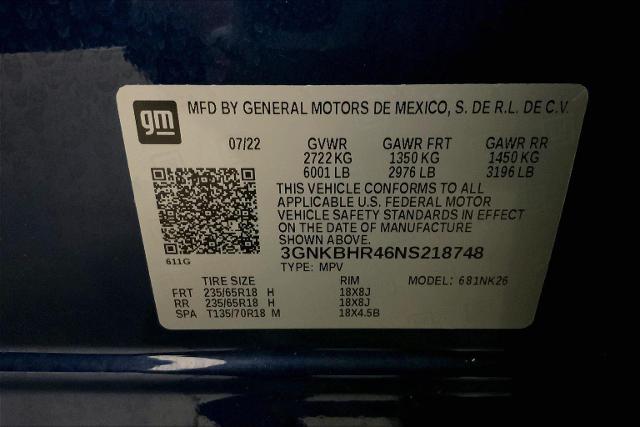 gm
MFD BY GENERAL MOTORS DE MEXICO, S. DE R.L. DE C.V.
07/22 GVWR GAWR FRT GAWR RR
2722 KG 1350 KG 1450 KG
6001 LB 2976 LB 3196 LB
THIS VEHICLE CONFORMS TO ALL
APPLICABLE U.S. FEDERAL MOTOR
VEHICLE SAFETY STANDARDS IN EFFECT
ON THE DATE OF MANUFACTURE
SHOWN ABOVE.
3GNKBHR46NS218748
611G
TYPE: MPV
TIRE SIZE RIM MODEL: 681NK26
FRT 235/65R18 H 18X8J
RR 235/65R18 H 18X8J
SPA T135/70R18 M 18X4.5B